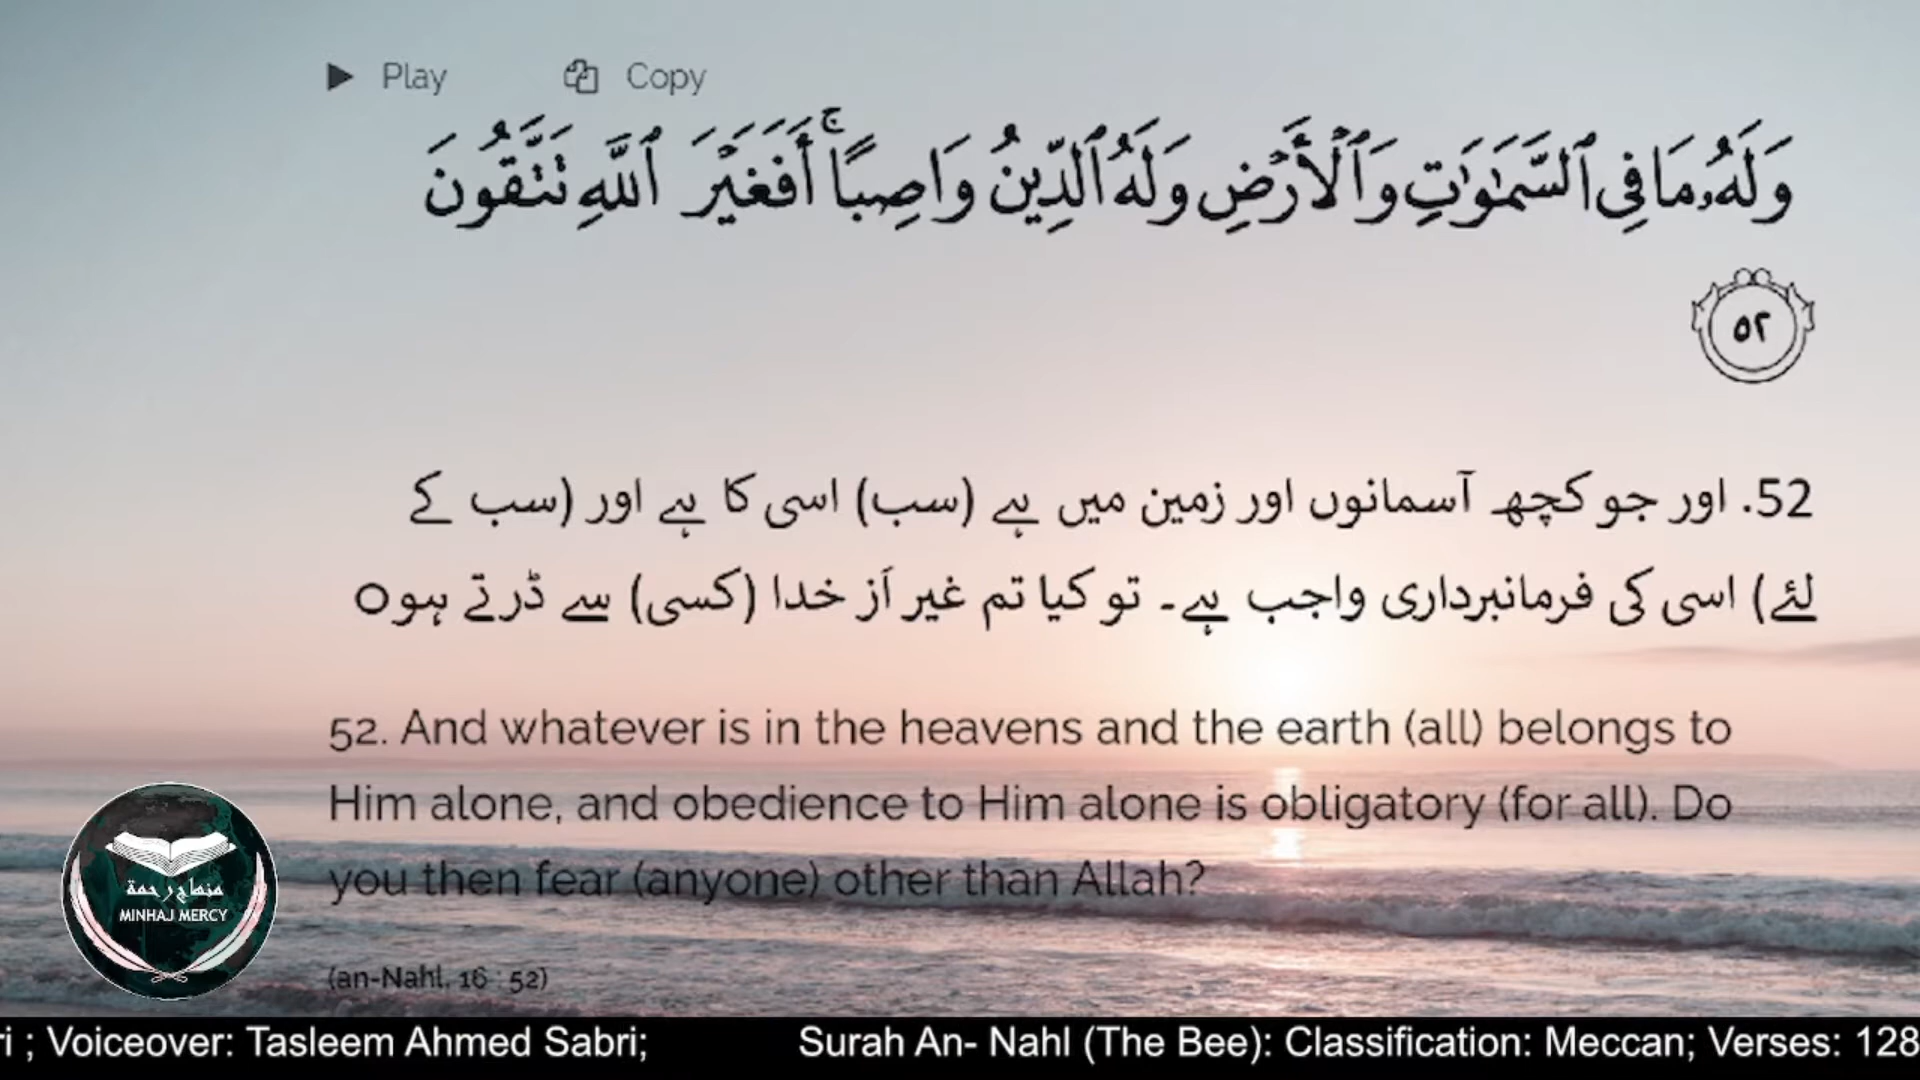 Play Copy
وَلَهُۥ مَا فِى ٱلسَّمَـٰوَٰتِ وَٱلْأَرْضِ وَلَهُ ٱلدِّينُ وَاصِبًا ۚ أَفَغَيْرَ ٱللَّهِ تَتَّقُونَ
٥٢
52. اور جو کچھ آسمانوں اور زمین میں ہے (سب) اسی کا ہے اور (سب کے
لئے) اسی کی فرمانبرداری واجب ہے۔ تو کیا تم غیر اَز خدا (کسی) سے ڈرتے ہوo
52. And whatever is in the heavens and the earth (all) belongs to
Him alone, and obedience to Him alone is obligatory (for all). Do
you then fear (anyone) other than Allah?
منهاج رحمة
MINHAJ MERCY
(an-Nahl, 16 : 52)
ri ; Voiceover: Tasleem Ahmed Sabri; Surah An- Nahl (The Bee): Classification: Meccan; Verses: 128